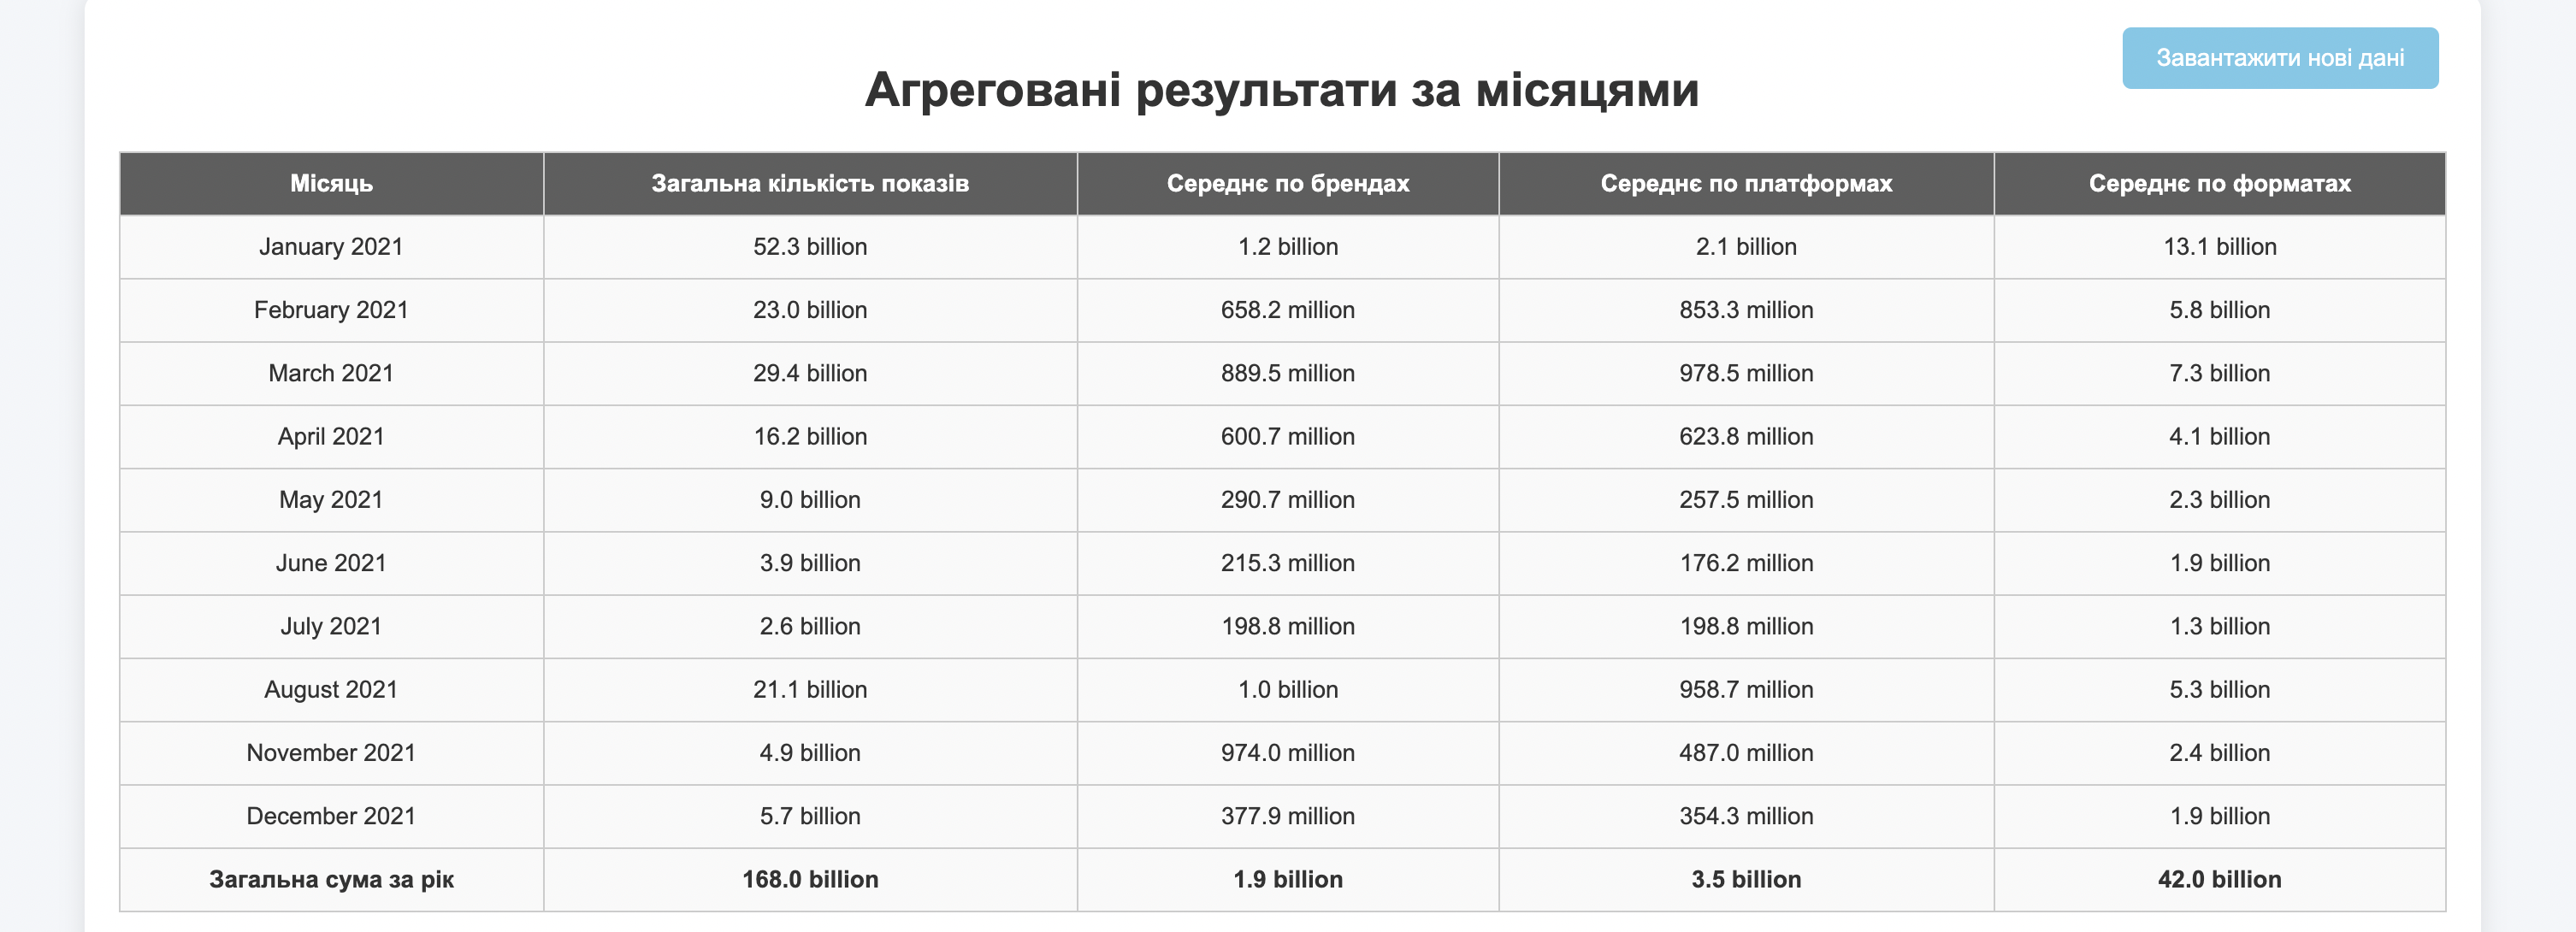 Завантажити нові дані
Агреговані результати за місяцями
Місяць Загальна кількість показів Середнє по брендах Середнє по платформах Середнє по форматах
January 2021 52.3 billion 1.2 billion 2.1 billion 13.1 billion
February 2021 23.0 billion 658.2 million 853.3 million 5.8 billion
March 2021 29.4 billion 889.5 million 978.5 million 7.3 billion
April 2021 16.2 billion 600.7 million 623.8 million 4.1 billion
May 2021 9.0 billion 290.7 million 257.5 million 2.3 billion
June 2021 3.9 billion 215.3 million 176.2 million 1.9 billion
July 2021 2.6 billion 198.8 million 198.8 million 1.3 billion
August 2021 21.1 billion 1.0 billion 958.7 million 5.3 billion
November 2021 4.9 billion 974.0 million 487.0 million 2.4 billion
December 2021 5.7 billion 377.9 million 354.3 million 1.9 billion
Загальна сума за рік 168.0 billion 1.9 billion 3.5 billion 42.0 billion